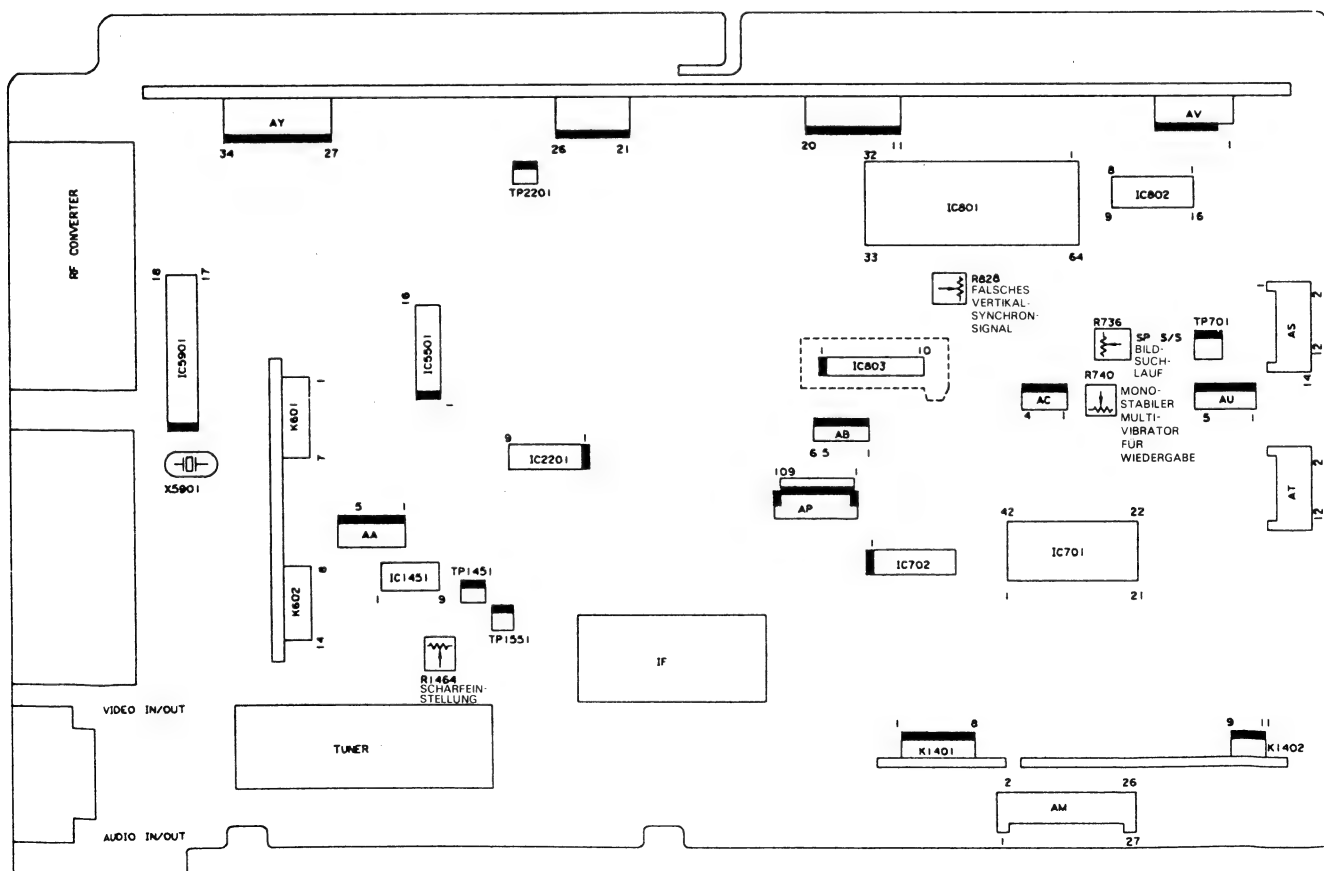 AY
34 27
26 21
20 11
AV
1
TP2201
32 1
IC801
33 64
8 1
IC802
9 16
RF CONVERTER
18 17
IC5901
X5901
16
IC5501
1
R828
FALSCHES
VERTIKAL-
SYNCHRON-
SIGNAL
R736
SP S/S
BILD-
SUCH-
LAUF
TP701
1 2
AS
12
14
1 10
IC803
R740
MONO-
STABILER
MULTI-
VIBRATOR
FÜR
WIEDERGABE
AC
4 1
AU
5 1
1
K601
7
AB
6 5 1
9 1
IC2201
109 1
AP
2
AT
12
5 1
AA
42 22
IC701
1 21
1
IC702
IC1451
1 9
TP1451
TP1551
8
K602
14
R1464
SCHARFEIN-
STELLUNG
IF
VIDEO IN/OUT
TUNER
1 8
K1401
9 11
K1402
2 26
AM
1 27
AUDIO IN/OUT